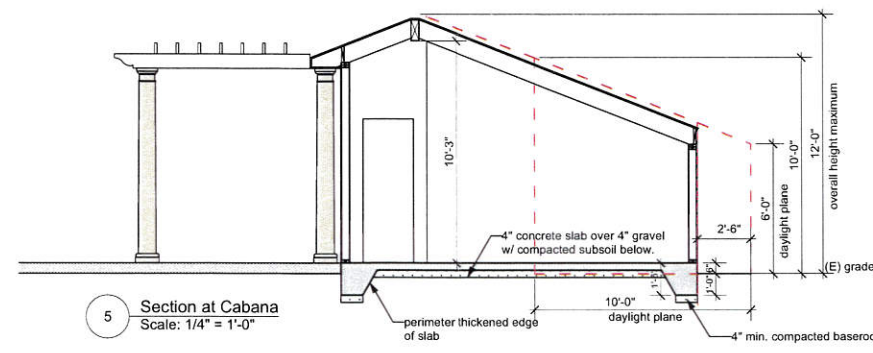 10'-3"
4" concrete slab over 4" gravel
w/ compacted subsoil below.
2'-6"
6'-0"
daylight plane
10'-0"
12'-0"
overall height maximum
(E) grade
6"
1'-0"
10'-0"
daylight plane
perimeter thickened edge
of slab
4" min. compacted baseroc
5
Section at Cabana
Scale: 1/4" = 1'-0"